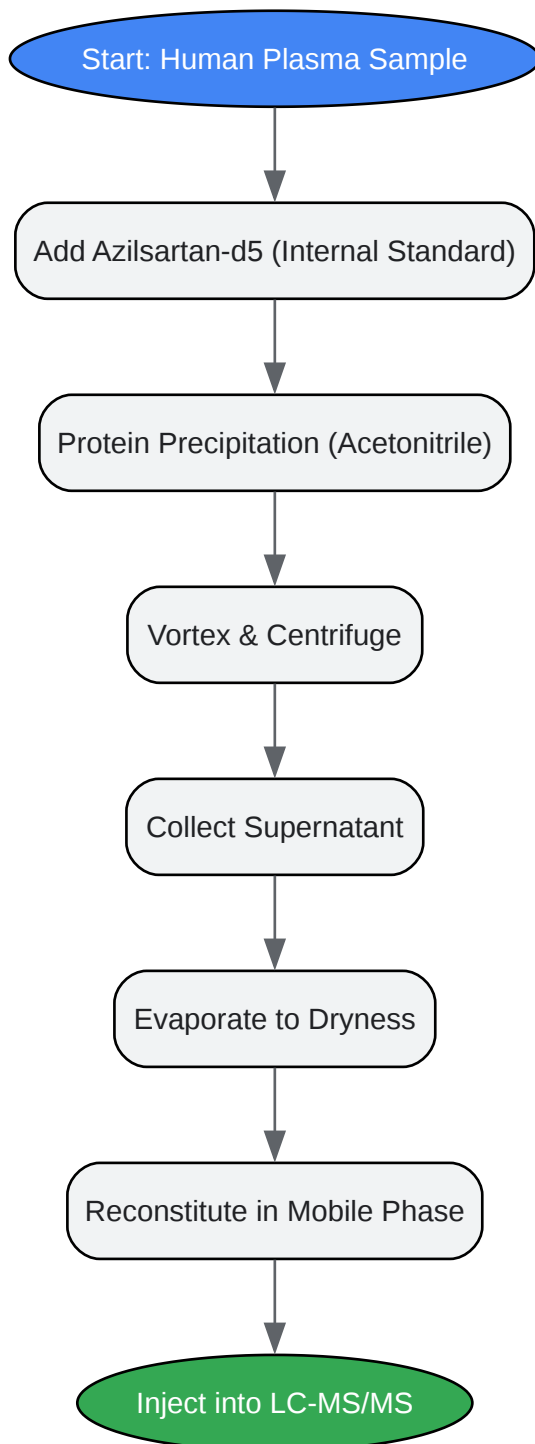 Start: Human Plasma Sample
Add Azilsartan-d5 (Internal Standard)
Protein Precipitation (Acetonitrile)
Vortex & Centrifuge
Collect Supernatant
Evaporate to Dryness
Reconstitute in Mobile Phase
Inject into LC-MS/MS